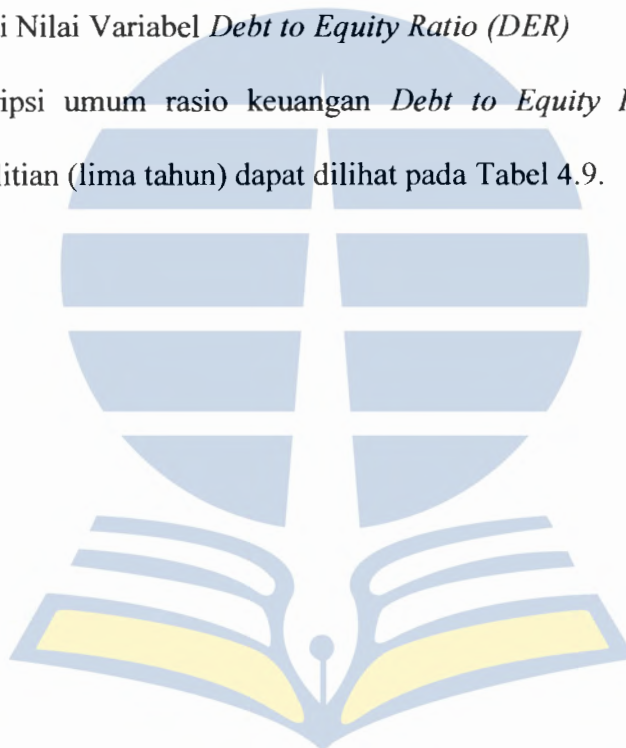 i Nilai Variabel Debt to Equity Ratio (DER)
ipsi umum rasio keuangan Debt to Equity
litian (lima tahun) dapat dilihat pada Tabel 4.9.